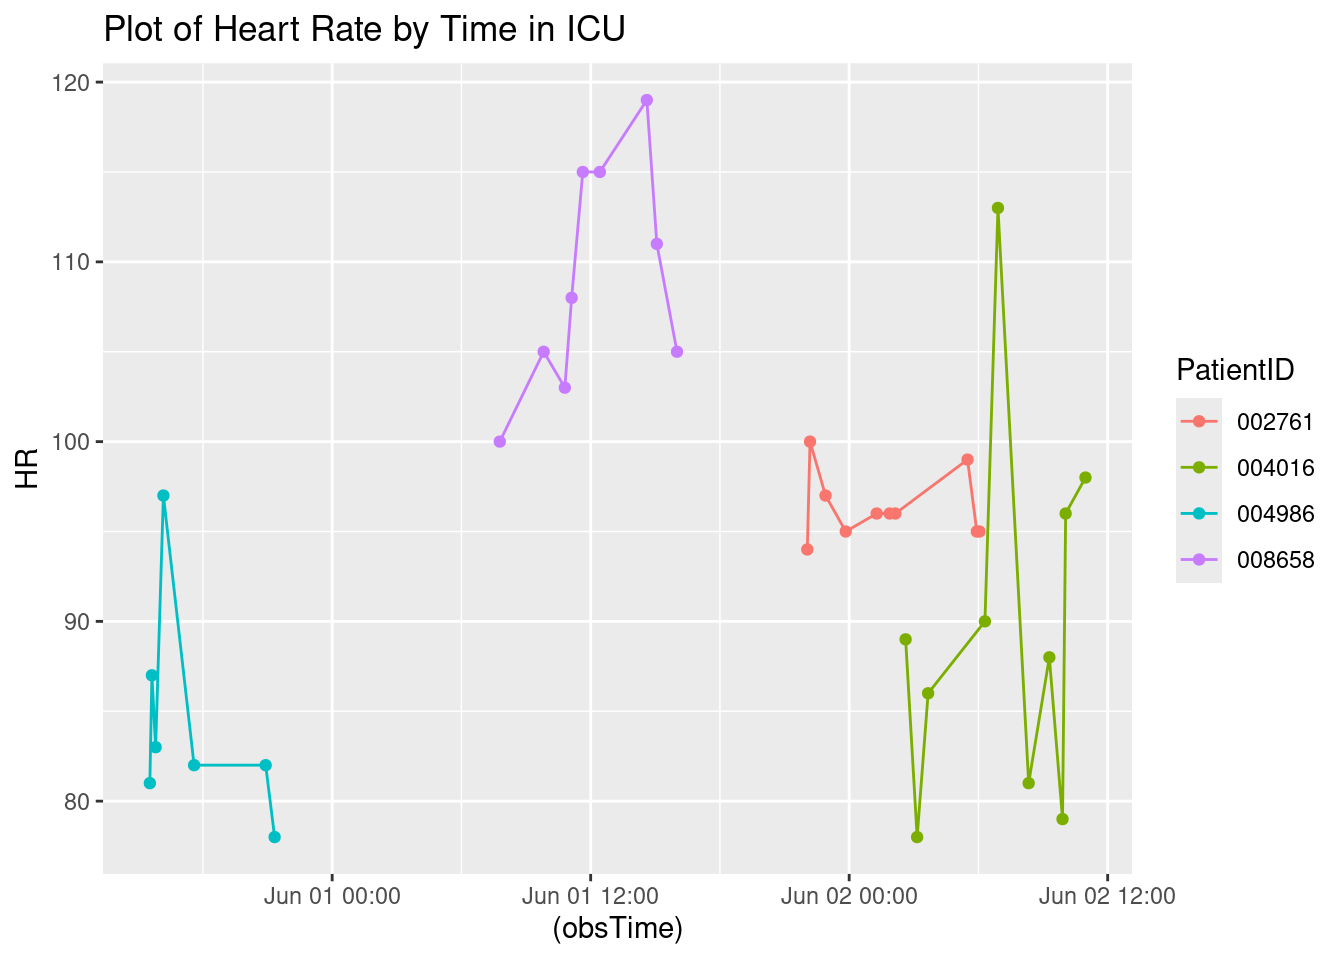 Plot of Heart Rate by Time in ICU
120
110
100
90
80
HR
Jun 01 00:00
Jun 01 12:00
Jun 02 00:00
Jun 02 12:00
(obsTime)
PatientID
002761
004016
004986
008658